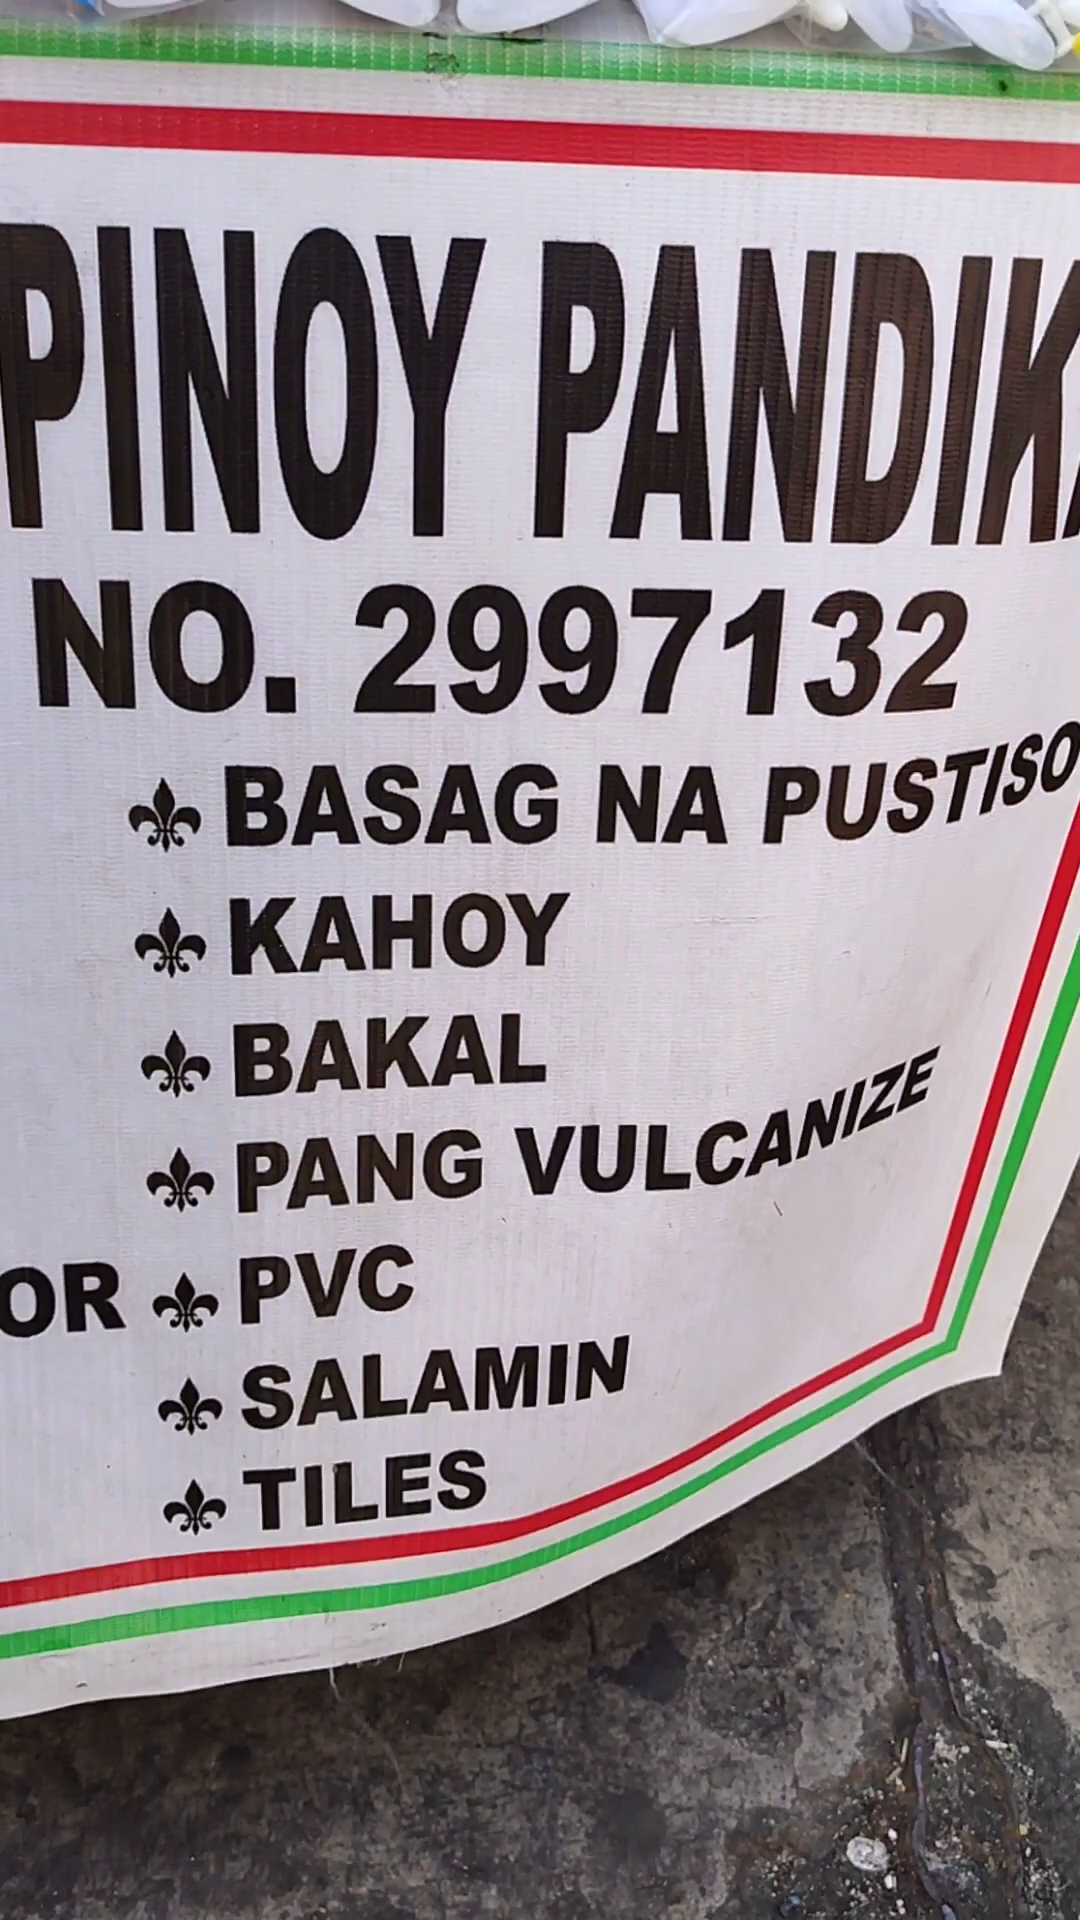 PINOY PANDIK
NO. 2997132
BASAG NA PUSTISO
KAHOY
BAKAL
PANG VULCANIZE
OR PVC
SALAMIN
TILES